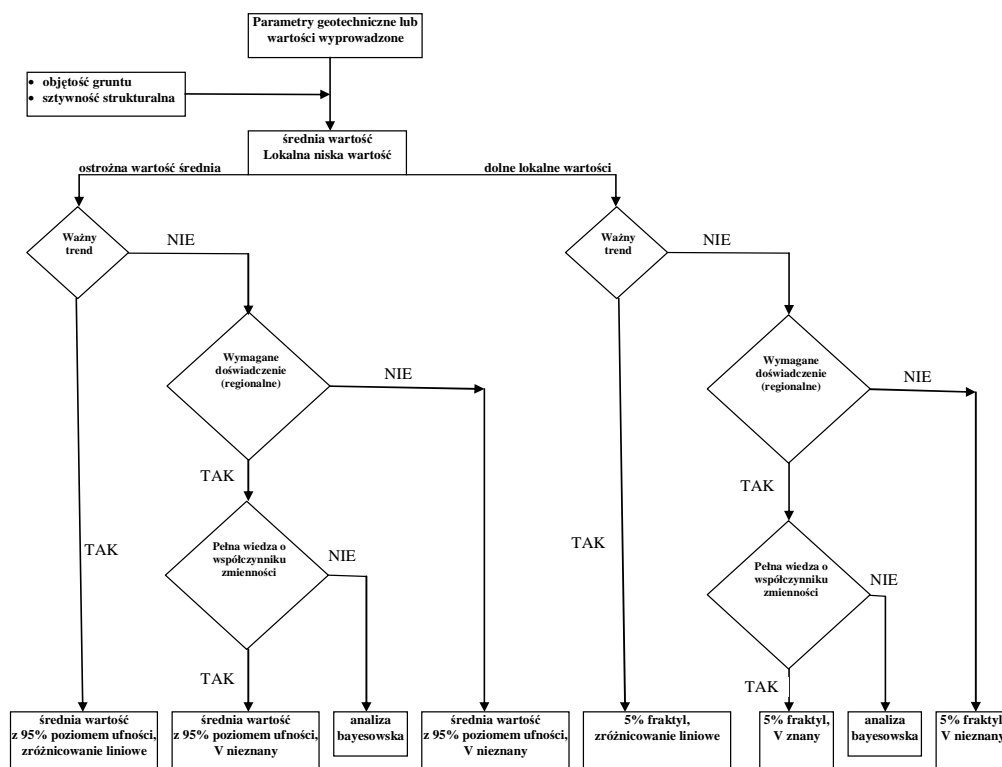 Parametry geotechniczne lub
wartości wyprowadzone
• objętość gruntu
• sztywność strukturalna
średnia wartość
Lokalna niska wartość
ostrożna wartość średnia
dolne lokalne wartości
Ważny
trend
NIE
Ważny
trend
NIE
Wymagane
doświadczenie
(regionalne)
NIE
Wymagane
doświadczenie
(regionalne)
NIE
TAK
TAK
TAK
Pełna wiedza o
współczynniku
zmienności
NIE
TAK
Pełna wiedza o
współczynniku
zmienności
NIE
TAK
TAK
średnia wartość
z 95% poziomem ufności,
zróżnicowanie liniowe
średnia wartość
z 95% poziomem ufności,
V nieznany
analiza
bayesowska
średnia wartość
z 95% poziomem ufności,
V nieznany
5% fraktyl,
zróżnicowanie liniowe
5% fraktyl,
V znany
analiza
bayesowska
5% fraktyl,
V nieznany